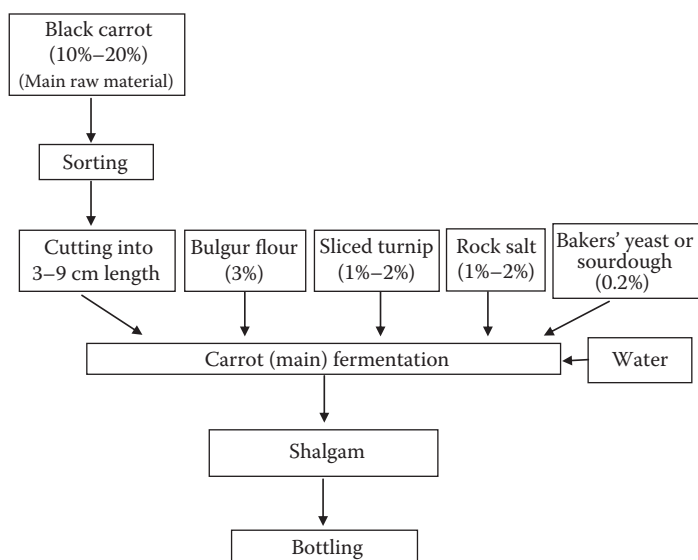 Black carrot
(10%–20%)
(Main raw material)
Sorting
Cutting into
3–9 cm length
Bulgur flour
(3%)
Sliced turnip
(1%–2%)
Rock salt
(1%–2%)
Bakers’ yeast or
sourdough
(0.2%)
Carrot (main) fermentation
Water
Shalgam
Bottling